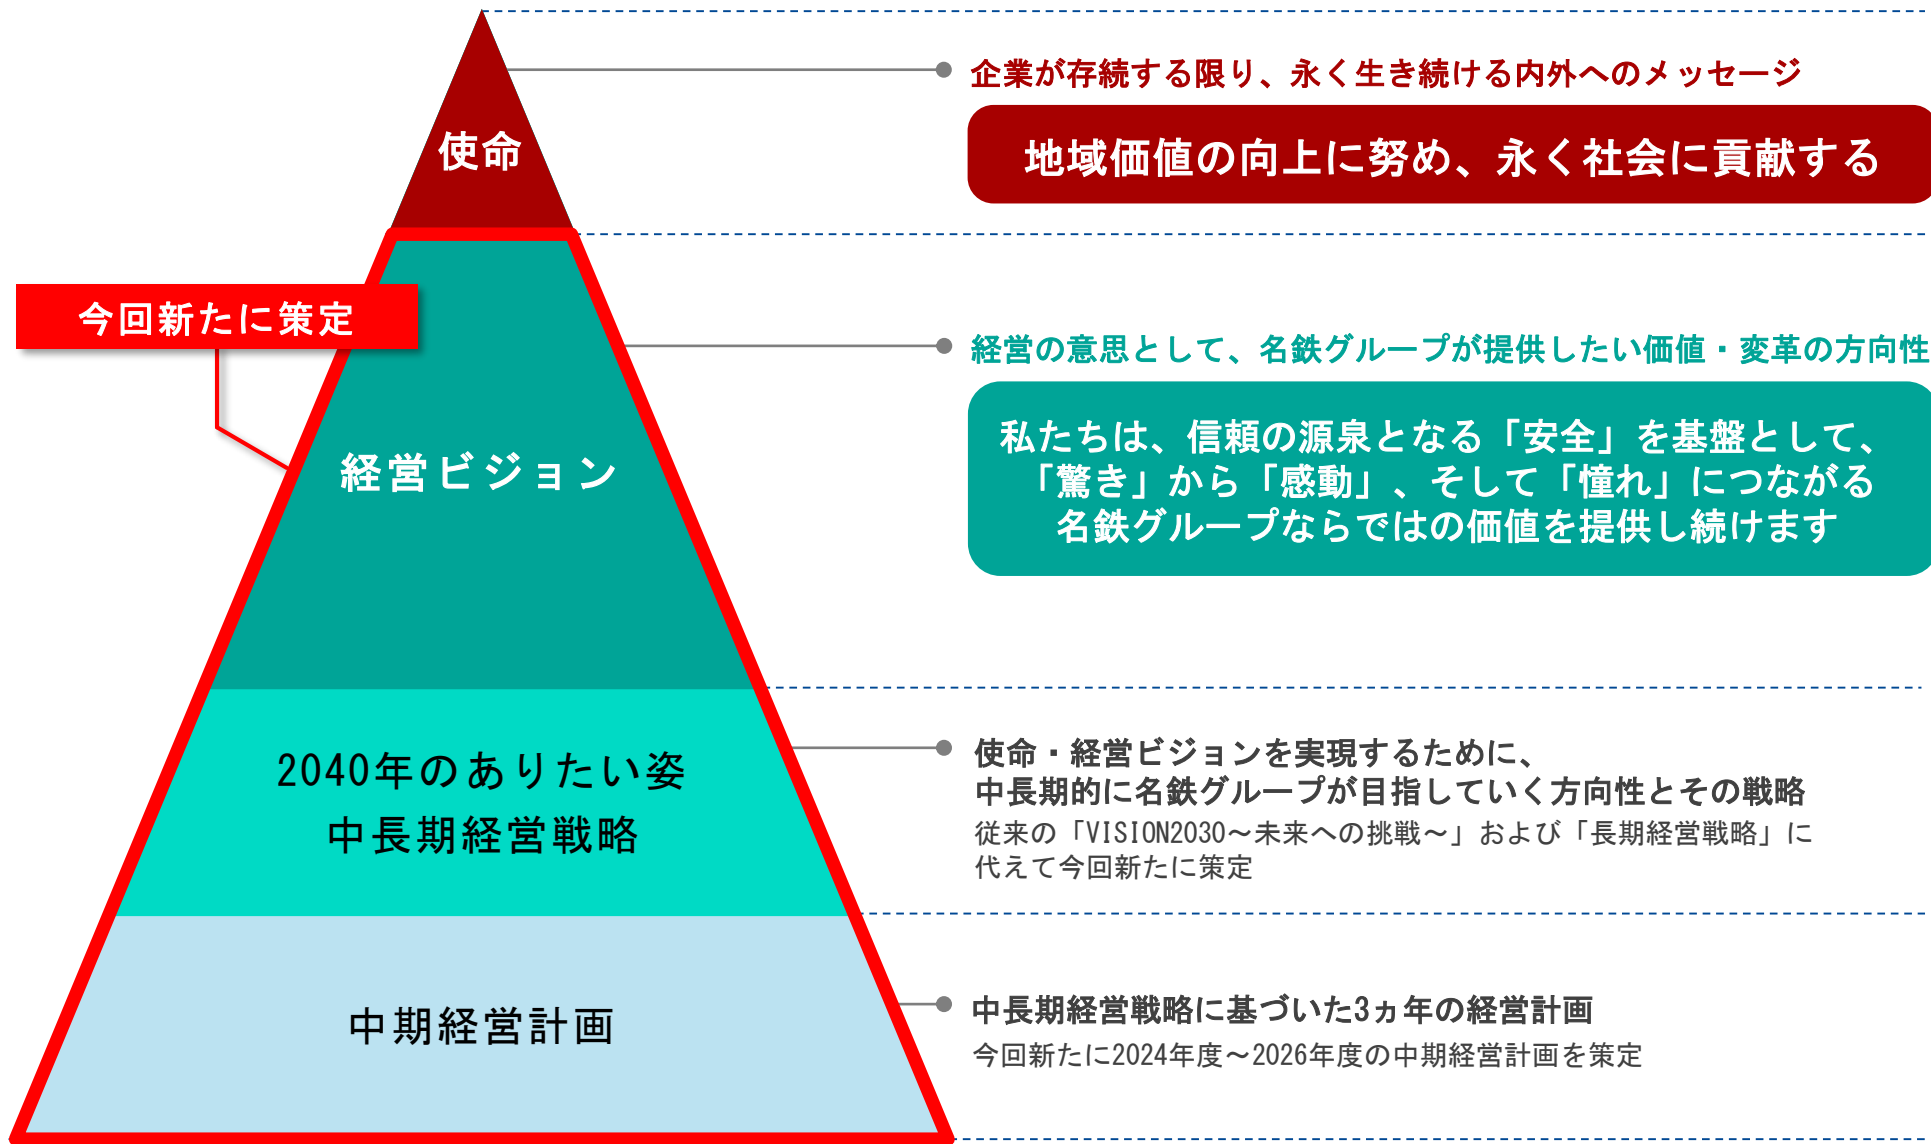 企業が存続する限り、永く生き続ける内外へのメッセージ
使命
地域価値の向上に努め、永く社会に貢献する
今回新たに策定
経営の意思として、名鉄グループが提供したい価値・変革の方向性
経営ビジョン
私たちは、信頼の源泉となる「安全」を基盤として、
「驚き」から「感動」、そして「憧れ」につながる
名鉄グループならではの価値を提供し続けます
2040年のありたい姿
中長期経営戦略
使命・経営ビジョンを実現するために、
中長期的に名鉄グループが目指していく方向性とその戦略
従来の「VISION2030～未来への挑戦～」および「長期経営戦略」に
代えて今回新たに策定
中期経営計画
中長期経営戦略に基づいた3ヵ年の経営計画
今回新たに2024年度～2026年度の中期経営計画を策定